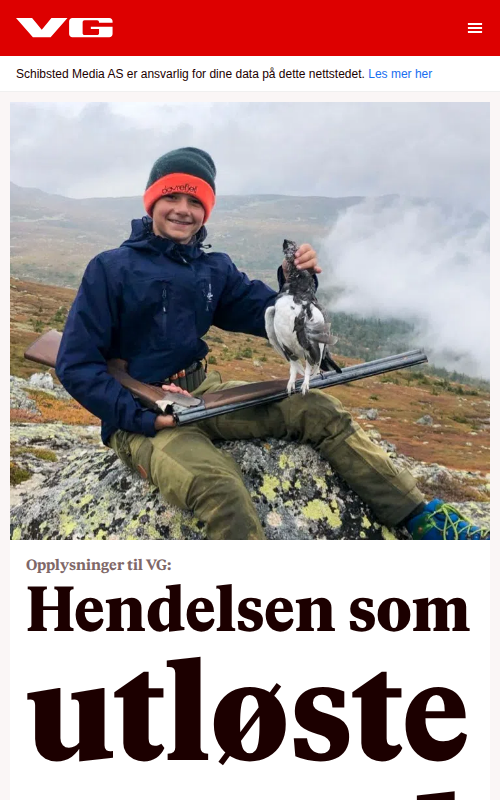 VG
Schibsted Media AS er ansvarlig for dine data på dette nettstedet. Les mer her
dovrefjell
Opplysninger til VG:
Hendelsen som
utløste